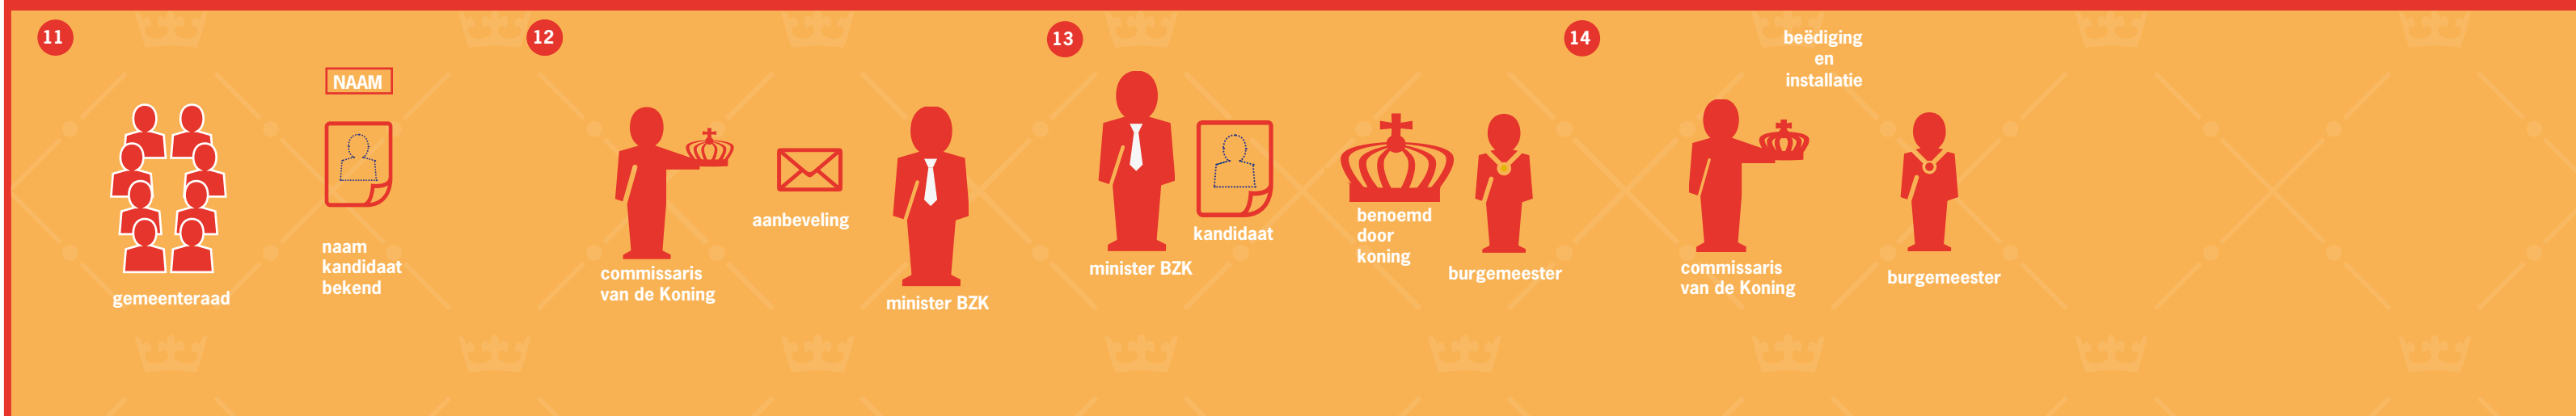 11
NAAM
gemeenteraad
naam
kandidaat
bekend
12
commissaris
van de Koning
aanbeveling
minister BZK
13
minister BZK
kandidaat
benoemd
door
koning
burgemeester
14
beëdiging
en
installatie
commissaris
van de Koning
burgemeester